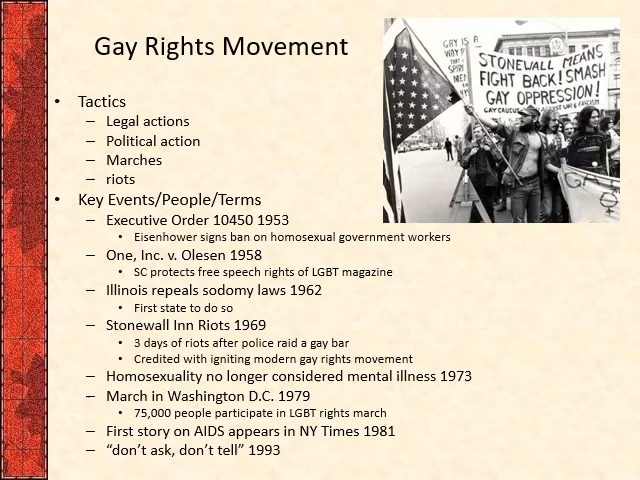 Gay Rights Movement
GAY IS A
STONEWALL MEANS
FIGHT BACK! SMASH
GAY OPPRESSION!
GAY CAUCUS
FASCISM
• Tactics
– Legal actions
– Political action
– Marches
– riots
• Key Events/People/Terms
– Executive Order 10450 1953
• Eisenhower signs ban on homosexual government workers
– One, Inc. v. Olesen 1958
• SC protects free speech rights of LGBT magazine
– Illinois repeals sodomy laws 1962
• First state to do so
– Stonewall Inn Riots 1969
• 3 days of riots after police raid a gay bar
• Credited with igniting modern gay rights movement
– Homosexuality no longer considered mental illness 1973
– March in Washington D.C. 1979
• 75,000 people participate in LGBT rights march
– First story on AIDS appears in NY Times 1981
– “don’t ask, don’t tell” 1993